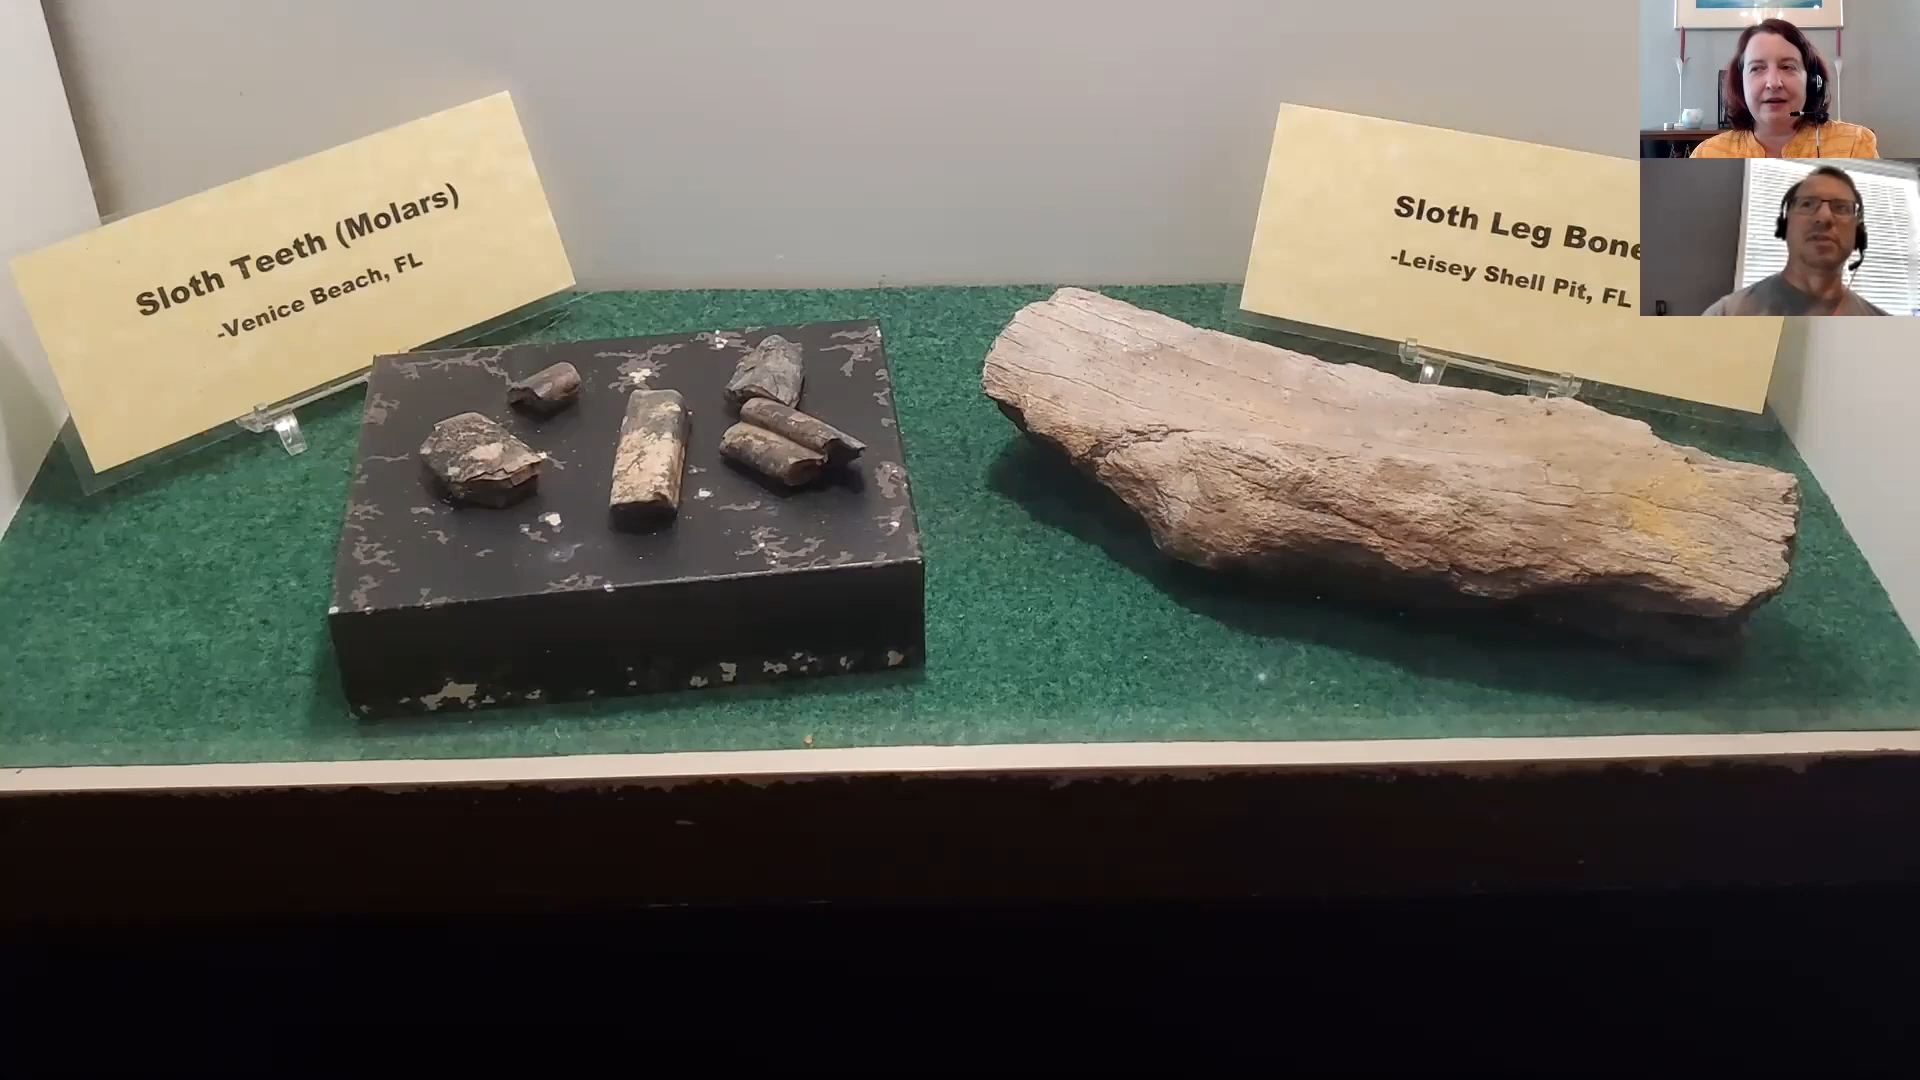 Sloth Teeth (Molars)
-Venice Beach, FL
Sloth Leg Bone
-Leisey Shell Pit, FL